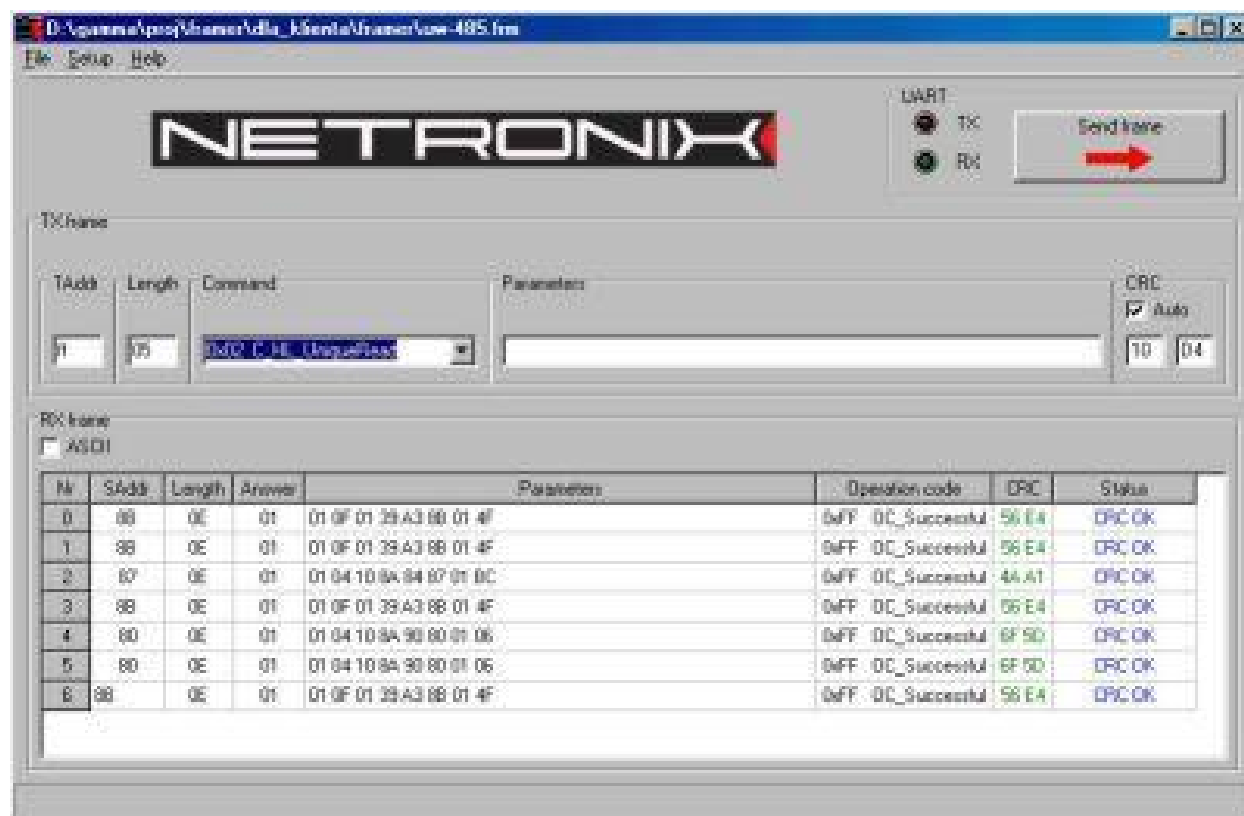 D:\gamma\proj\framer\dla_klienta\framer\uw-485.frm
File Setup Help
NETRONIX
UART
TX
RX
Send frame
TX frame
TAddr Length Command Parameters CRC
Auto
05 0x02 C_HL_UniqueRead 10 D4
RX frame
ASCII
Nr SAddr Length Answer Parameters Operation code CRC Status
0 8B 0E 01 01 0F 01 39 A3 8B 01 4F 0xFF OC_Successful 56 E4 CRC OK
1 8B 0E 01 01 0F 01 39 A3 8B 01 4F 0xFF OC_Successful 56 E4 CRC OK
2 87 0E 01 01 04 10 8A 84 87 01 0xFF OC_Successful 4A A1 CRC OK
3 8B 0E 01 01 0F 01 39 A3 8B 01 4F 0xFF OC_Successful 56 E4 CRC OK
4 80 0E 01 01 04 10 8A 90 80 01 06 0xFF OC_Successful 6F 5D CRC OK
5 80 0E 01 01 04 10 8A 90 80 01 06 0xFF OC_Successful 6F 5D CRC OK
6 8B 0E 01 01 0F 01 39 A3 8B 01 4F 0xFF OC_Successful 56 E4 CRC OK